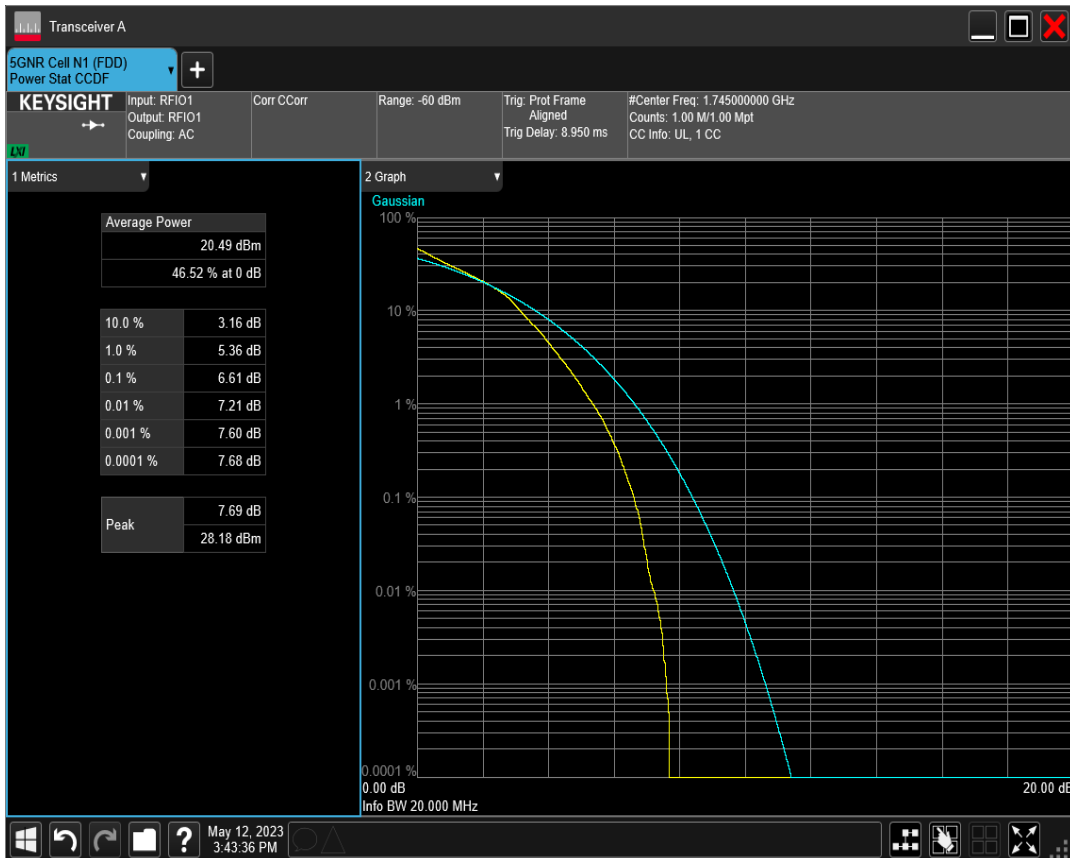 Transceiver A
5GNR Cell N1 (FDD)
Power Stat CCDF
+
KEYSIGHT
LXI
Input: RFIO1
Output: RFIO1
Coupling: AC
Corr CCorr
Range: -60 dBm
Trig: Prot Frame
Aligned
Trig Delay: 8.950 ms
#Center Freq: 1.745000000 GHz
Counts: 1.00 M/1.00 Mpt
CC Info: UL, 1 CC
1 Metrics
Average Power
20.49 dBm
46.52 % at 0 dB
10.0 % 3.16 dB
1.0 % 5.36 dB
0.1 % 6.61 dB
0.01 % 7.21 dB
0.001 % 7.60 dB
0.0001 % 7.68 dB
Peak
7.69 dB
28.18 dBm
2 Graph
Gaussian
100 %
10 %
1 %
0.1 %
0.01 %
0.001 %
0.0001 %
0.00 dB 20.00 dB
Info BW 20.000 MHz
?
May 12, 2023
3:43:36 PM